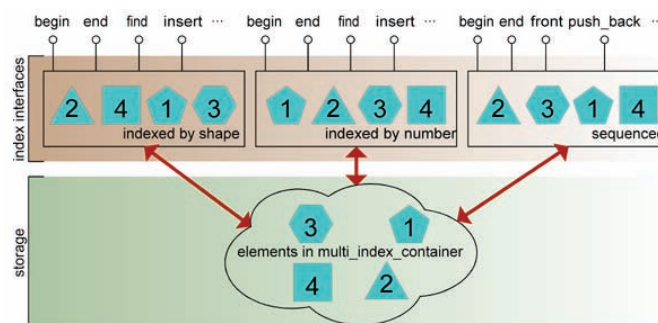 begin end find insert ...
begin end find insert ...
begin end front push_back ...
index interfaces
2 4 1 3
indexed by shape
1 2 3 4
indexed by number
2 3 1 4
sequenced
storage
3 1
elements in multi_index_container
4 2